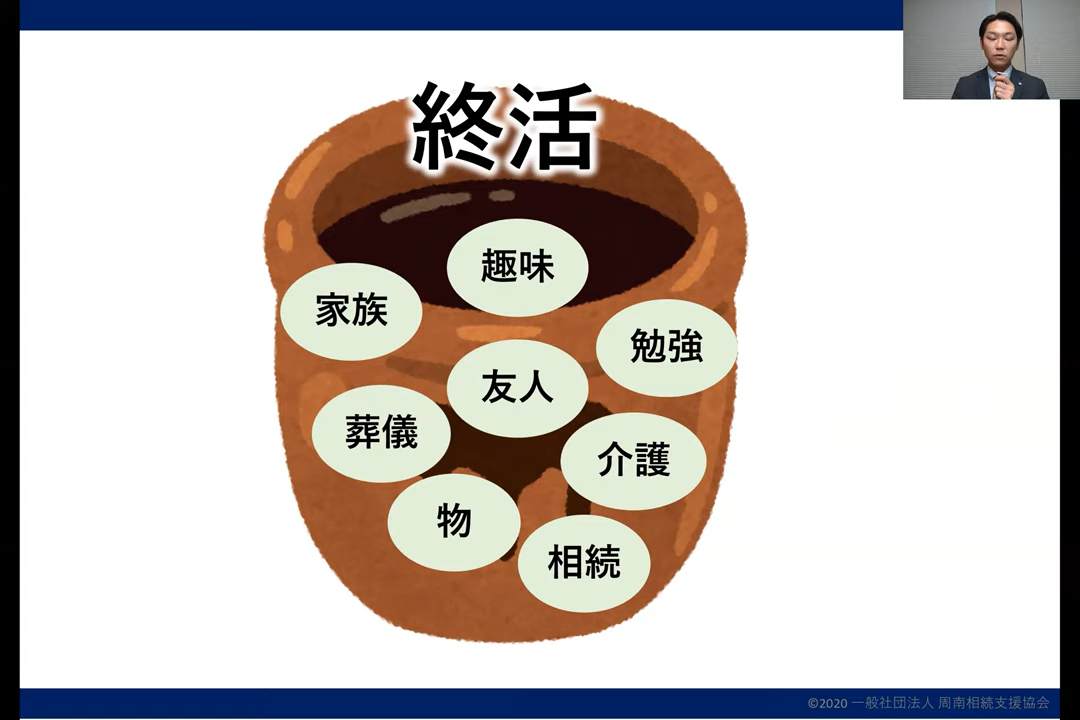 終活
趣味
家族
勉強
友人
葬儀
介護
物
相続
©2020 一般社団法人 周南相続支援協会